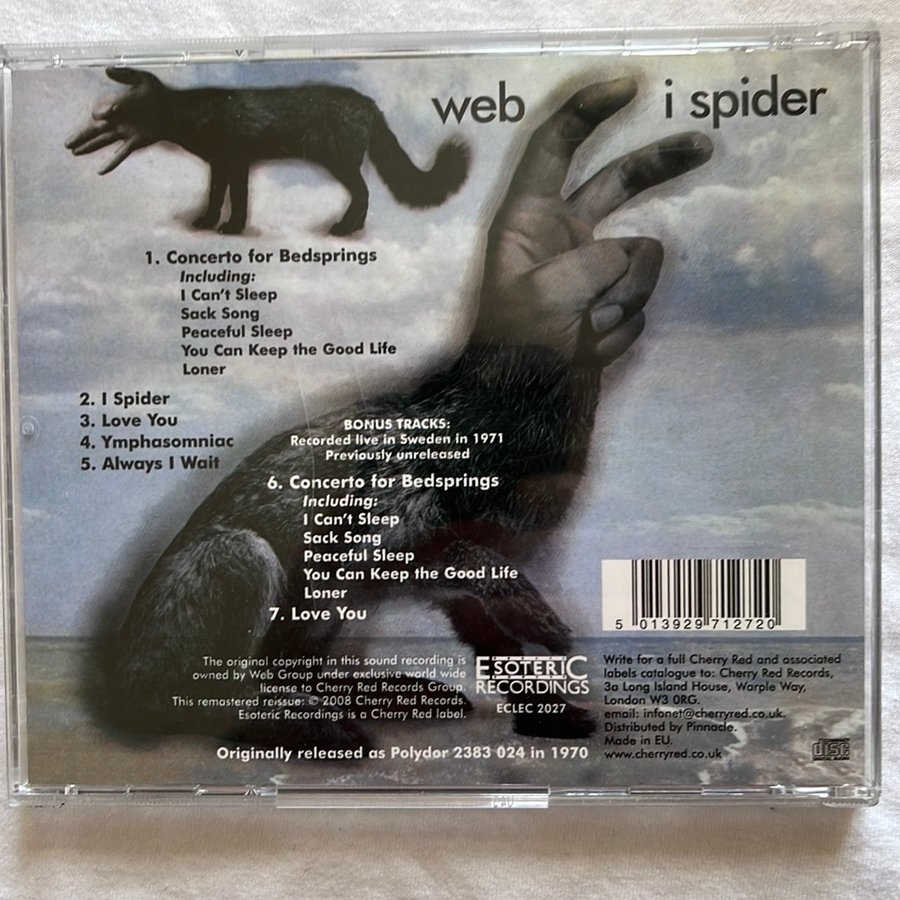 web
i spider
1. Concerto for Bedsprings
Including:
I Can't Sleep
Sack Song
Peaceful Sleep
You Can Keep the Good Life
Loner
2. I Spider
3. Love You
4. Ymphasomniac
5. Always I Wait
BONUS TRACKS:
Recorded live in Sweden in 1971
Previously unreleased
6. Concerto for Bedsprings
Including:
I Can't Sleep
Sack Song
Peaceful Sleep
You Can Keep the Good Life
Loner
7. Love You
5 013929 712720
The original copyright in this sound recording is
owned by Web Group under exclusive world wide
license to Cherry Red Records Group.
This remastered reissue: © 2008 Cherry Red Records.
Esoteric Recordings is a Cherry Red label.
ESOTERIC
RECORDINGS
ECLEC 2027
Write for a full Cherry Red and associated
labels catalogue to: Cherry Red Records,
3a Long Island House, Warple Way,
London W3 0RG.
email: infonet@cherryred.co.uk.
Distributed by Pinnacle.
Made in EU.
www.cherryred.co.uk
Originally released as Polydor 2383 024 in 1970
COMPACT
disc
DIGITAL AUDIO